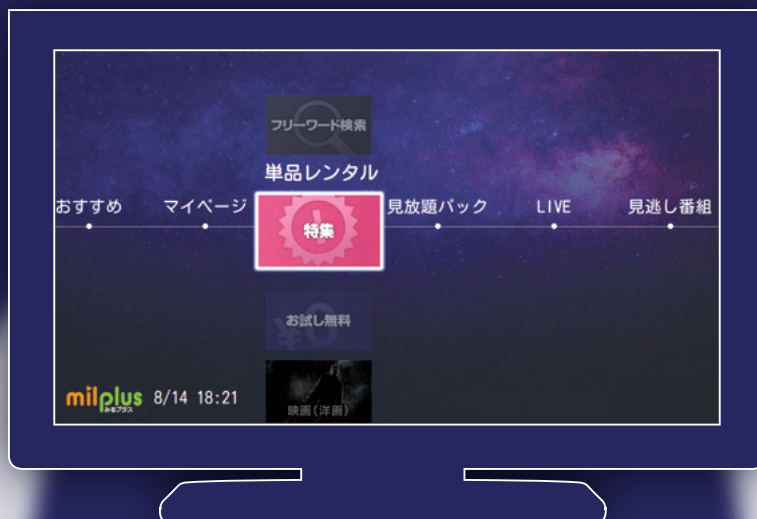 フリーワード検索
単品レンタル
おすすめ
マイページ
特集
見放題パック
LIVE
見逃し番組
お試し無料
¥0
映画(洋画)
milplus
みるプラス
8/14 18:21